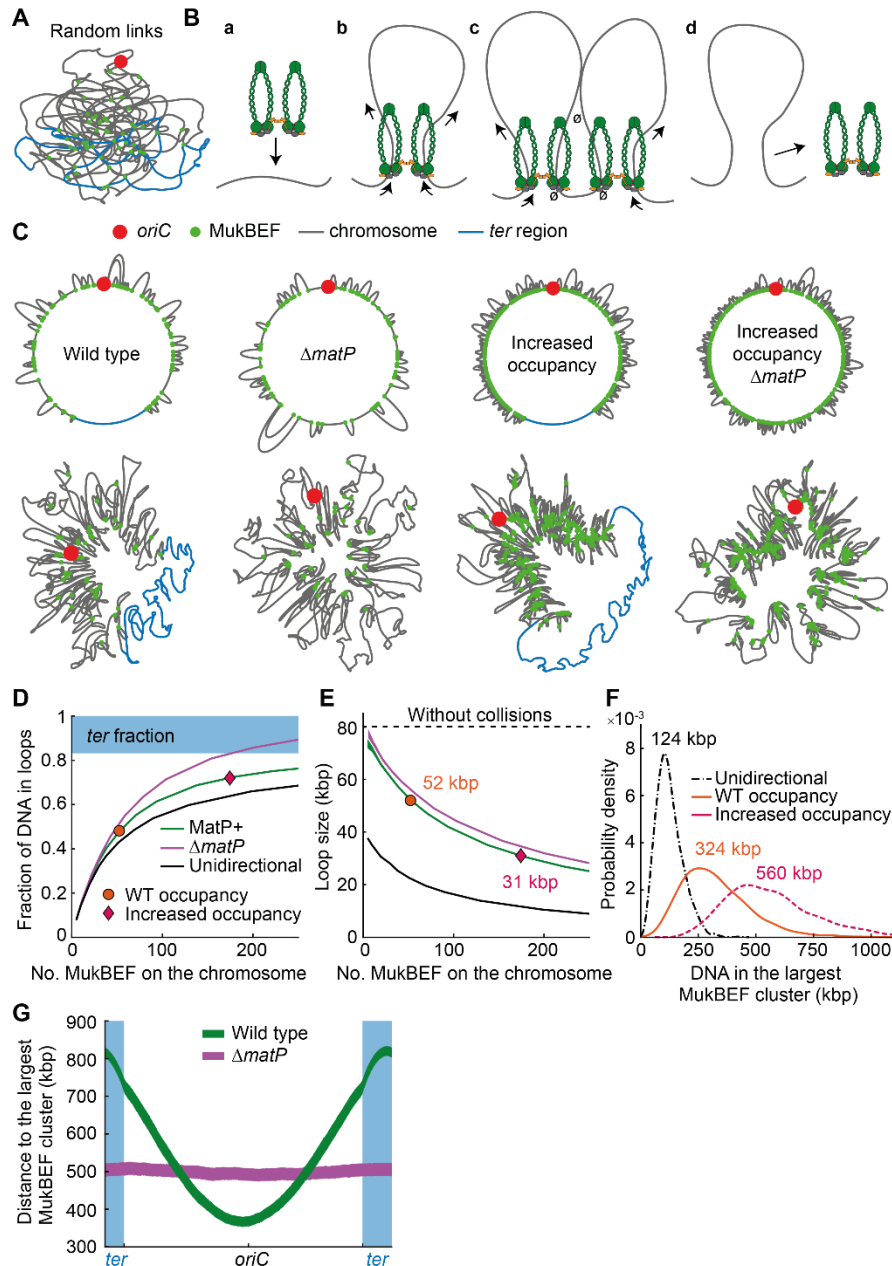 A
Random links
B
a
b
c
d
ø
ø
ø
C
oriC
MukBEF
chromosome
ter region
Wild type
ΔmatP
Increased
occupancy
Increased
occupancy
ΔmatP
D
Fraction of DNA in loops
1
0.8
0.6
0.4
0.2
0
ter fraction
MatP+
ΔmatP
Unidirectional
WT occupancy
Increased occupancy
0
100
200
No. MukBEF on the chromosome
E
Loop size (kbp)
80
60
40
20
0
Without collisions
52 kbp
31 kbp
0
100
200
No. MukBEF on the chromosome
F
Probability density
×10-3
8
6
4
2
0
124 kbp
Unidirectional
WT occupancy
Increased occupancy
324 kbp
560 kbp
0
250
500
750
1000
DNA in the largest
MukBEF cluster (kbp)
G
Distance to the largest
MukBEF cluster (kbp)
900
800
700
600
500
400
300
Wild type
ΔmatP
ter
oriC
ter